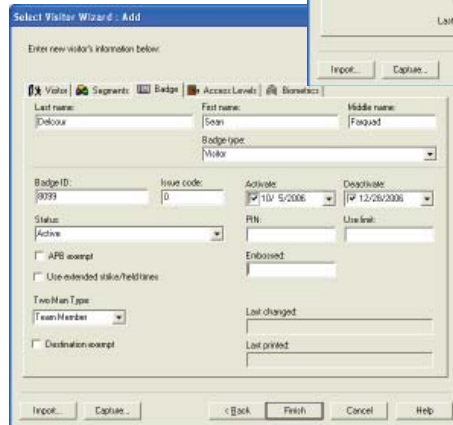 Select Visitor Wizard : Add
Last
Import... Capture...
Enter new visitor's information below:
Visitor Segments Badge Access Levels Biometrics
Last name: First name: Middle name:
Delcour Sean Farquad
Badge type:
Visitor
Badge ID: Issue code: Activate: Deactivate:
8099 0 10/ 5/2006 12/28/2006
Status: PIN: Use limit:
Active
APB exempt Embossed:
Use extended strike/held times
Two Man Type: Last changed:
Team Member
Destination exempt Last printed:
Import... Capture... < Back Finish Cancel Help